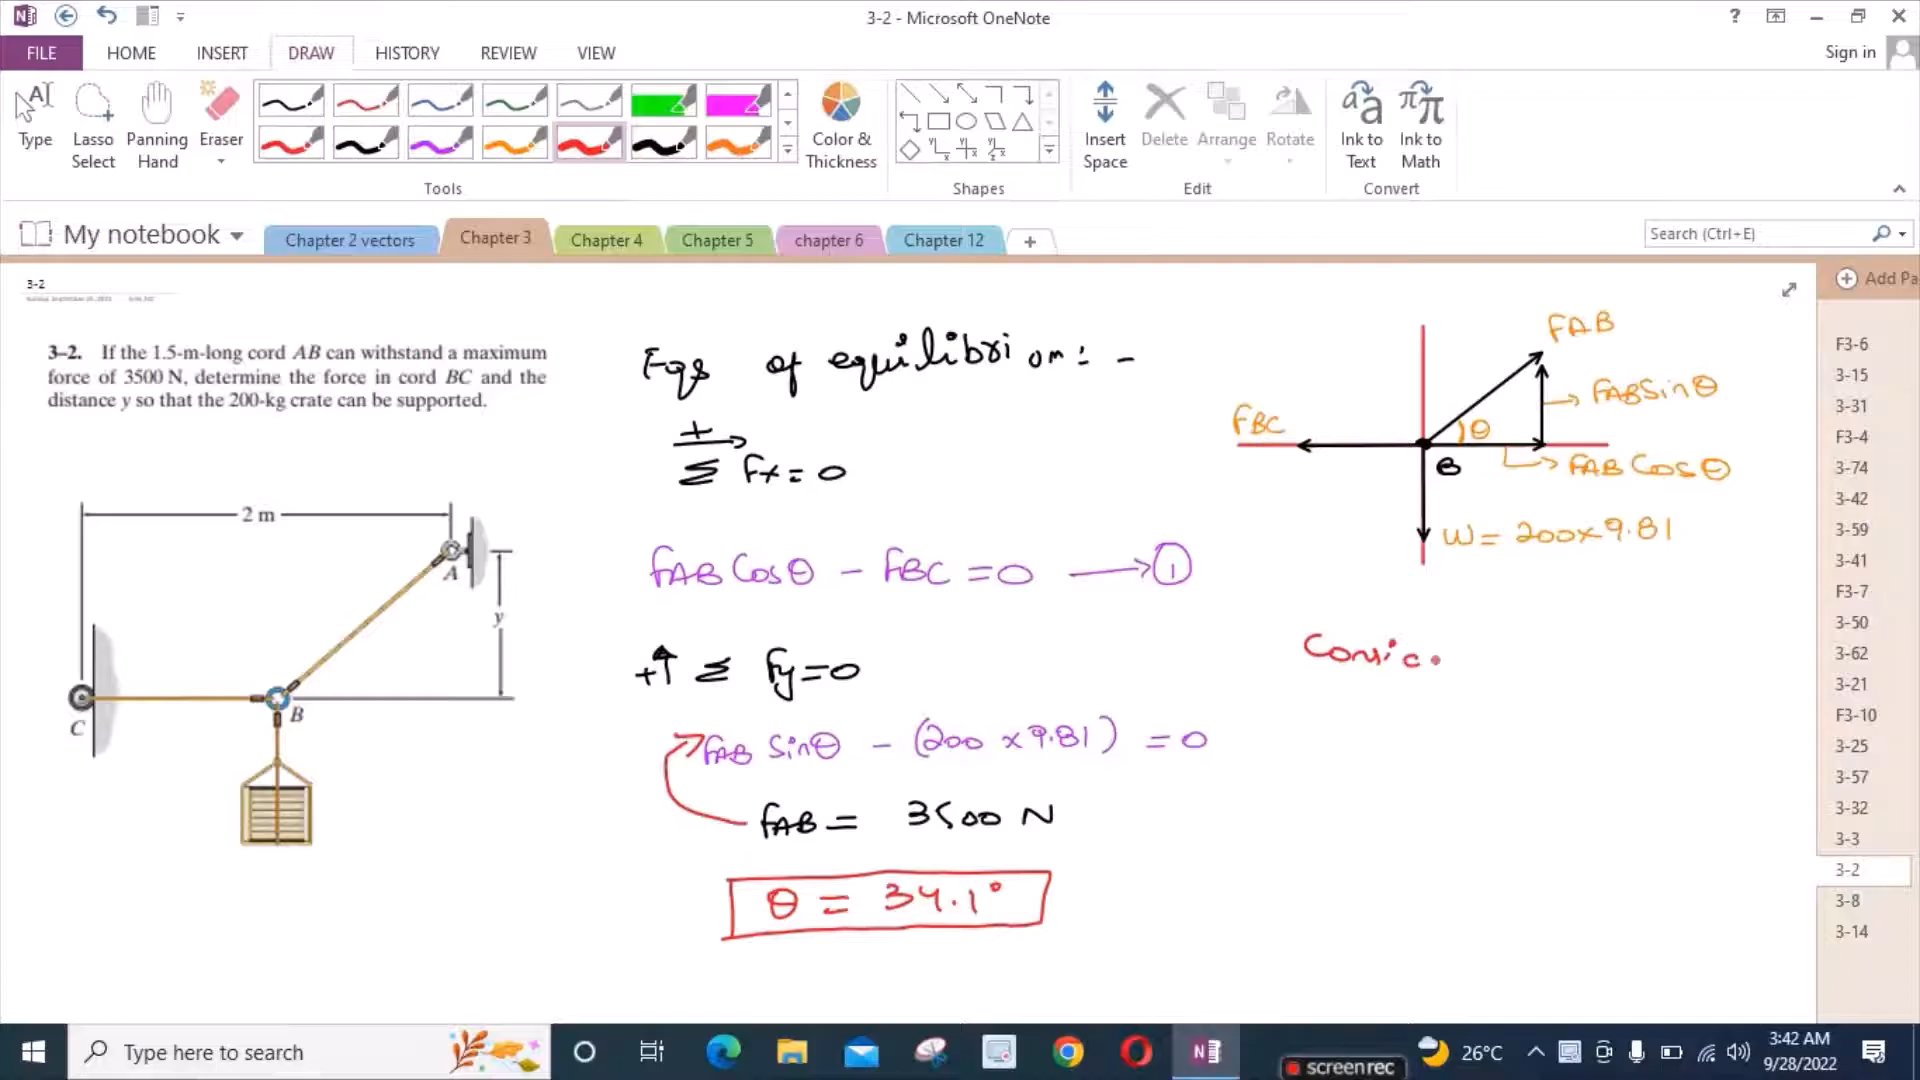 3-2 - Microsoft OneNote
?
FILE
HOME
INSERT
DRAW
HISTORY
REVIEW
VIEW
Sign in
Type
Lasso Select
Panning Hand
Eraser
Color & Thickness
Insert Space
Delete
Arrange
Rotate
Ink to Text
Ink to Math
Tools
Shapes
Edit
Convert
My notebook
Chapter 2 vectors
Chapter 3
Chapter 4
Chapter 5
chapter 6
Chapter 12
Search (Ctrl+E)
3-2
3–2. If the 1.5-m-long cord AB can withstand a maximum
force of 3500 N, determine the force in cord BC and the
distance y so that the 200-kg crate can be supported.
2 m
A
y
B
C
Eqs of equilibrium: -
+
Σ Fx = 0
FAB Cosθ - FBC = 0 → ①
+↑ Σ Fy = 0
FAB Sinθ - (200 × 9.81) = 0
FAB = 3500 N
θ = 34.1°
FAB
FABSinθ
FBC
θ
B
FAB Cosθ
W = 200×9.81
Add Pa
F3-6
3-15
3-31
F3-4
3-74
3-42
3-59
3-41
F3-7
3-50
3-62
3-21
F3-10
3-25
3-57
3-32
3-3
3-2
3-8
3-14
Type here to search
screen rec
26°C
3:42 AM
9/28/2022